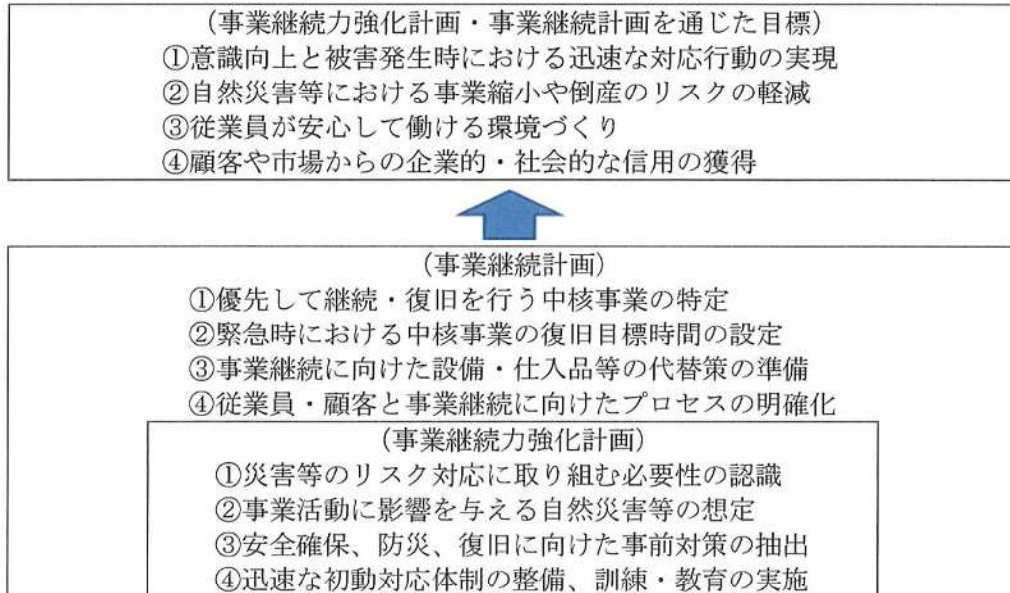 （事業継続力強化計画・事業継続計画を通じた目標）
①意識向上と被害発生時における迅速な対応行動の実現
②自然災害等における事業縮小や倒産のリスクの軽減
③従業員が安心して働ける環境づくり
④顧客や市場からの企業的・社会的な信用の獲得
（事業継続計画）
①優先して継続・復旧を行う中核事業の特定
②緊急時における中核事業の復旧目標時間の設定
③事業継続に向けた設備・仕入品等の代替策の準備
④従業員・顧客と事業継続に向けたプロセスの明確化
（事業継続力強化計画）
①災害等のリスク対応に取り組む必要性の認識
②事業活動に影響を与える自然災害等の想定
③安全確保、防災、復旧に向けた事前対策の抽出
④迅速な初動対応体制の整備、訓練・教育の実施